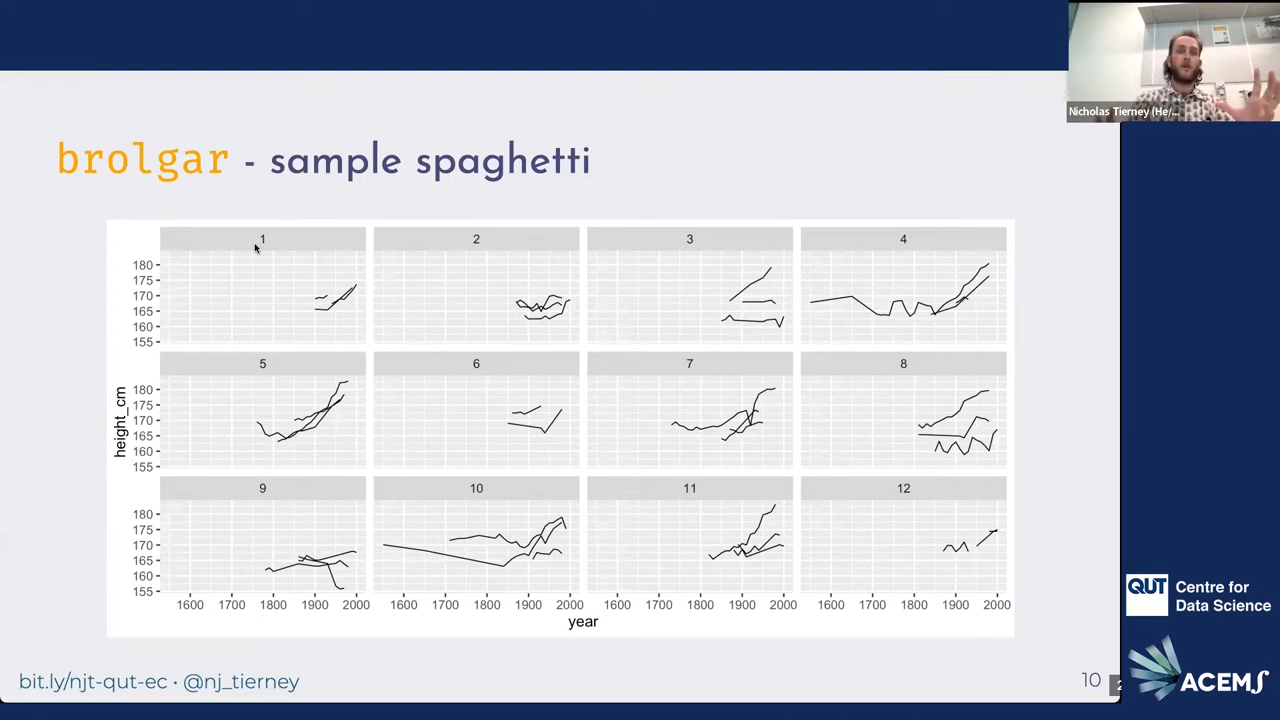 Nicholas Tierney (He/...
brolgar - sample spaghetti
1 2 3 4
180
175
170
165
160
155
5 6 7 8
180
175
170
165
160
155
9 10 11 12
180
175
170
165
160
155
height_cm
1600 1700 1800 1900 2000 1600 1700 1800 1900 2000 1600 1700 1800 1900 2000 1600 1700 1800 1900 2000
year
QUT Centre for
Data Science
bit.ly/njt-qut-ec · @nj_tierney
10
ACEMS